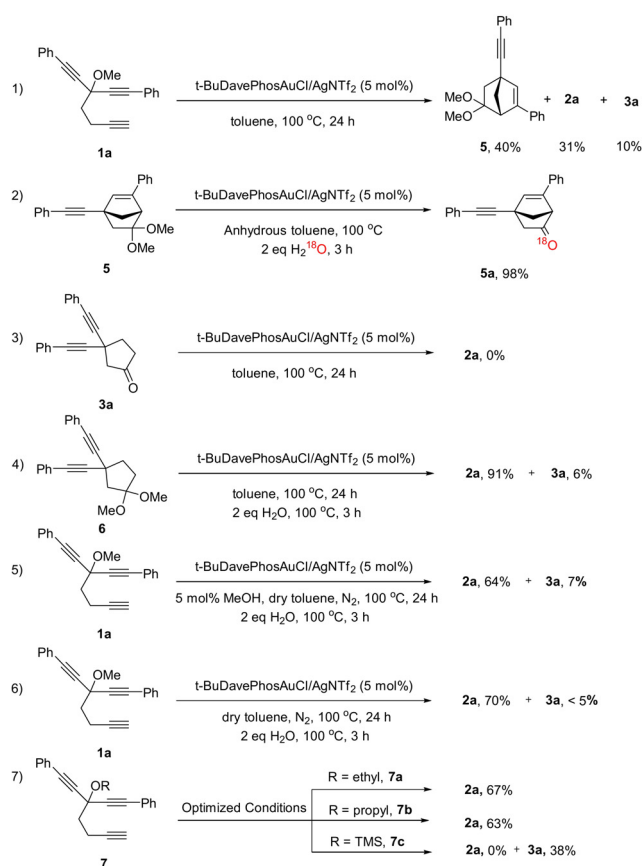 1)
Ph
OMe
Ph
1a
t-BuDavePhosAuCl/AgNTf2 (5 mol%)
toluene, 100 °C, 24 h
Ph
MeO
MeO
Ph
+ 2a + 3a
5, 40% 31% 10%
2)
Ph
Ph
OMe
OMe
5
t-BuDavePhosAuCl/AgNTf2 (5 mol%)
Anhydrous toluene, 100 °C
2 eq H2¹⁸O, 3 h
Ph
Ph
¹⁸O
5a, 98%
3)
Ph
Ph
O
3a
t-BuDavePhosAuCl/AgNTf2 (5 mol%)
toluene, 100 °C, 24 h
2a, 0%
4)
Ph
Ph
OMe
MeO
6
t-BuDavePhosAuCl/AgNTf2 (5 mol%)
toluene, 100 °C, 24 h
2 eq H2O, 100 °C, 3 h
2a, 91% + 3a, 6%
5)
Ph
OMe
Ph
1a
t-BuDavePhosAuCl/AgNTf2 (5 mol%)
5 mol% MeOH, dry toluene, N2, 100 °C, 24 h
2 eq H2O, 100 °C, 3 h
2a, 64% + 3a, 7%
6)
Ph
OMe
Ph
1a
t-BuDavePhosAuCl/AgNTf2 (5 mol%)
dry toluene, N2, 100 °C, 24 h
2 eq H2O, 100 °C, 3 h
2a, 70% + 3a, < 5%
7)
Ph
OR
Ph
7
Optimized Conditions
R = ethyl, 7a
2a, 67%
R = propyl, 7b
2a, 63%
R = TMS, 7c
2a, 0% + 3a, 38%